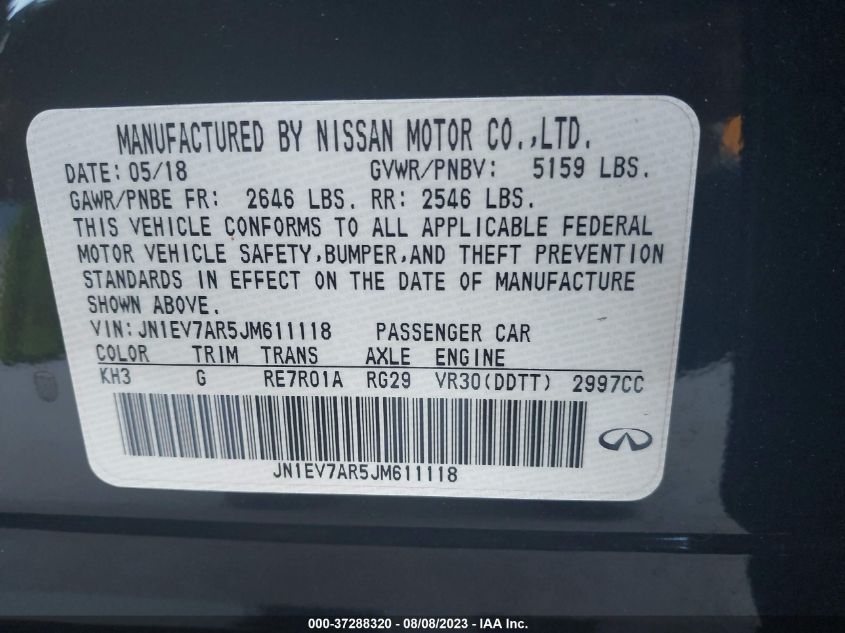 MANUFACTURED BY NISSAN MOTOR CO.,LTD.
DATE: 05/18 GVWR/PNBV: 5159 LBS.
GAWR/PNBE FR: 2646 LBS. RR: 2546 LBS.
THIS VEHICLE CONFORMS TO ALL APPLICABLE FEDERAL
MOTOR VEHICLE SAFETY,BUMPER,AND THEFT PREVENTION
STANDARDS IN EFFECT ON THE DATE OF MANUFACTURE
SHOWN ABOVE.
VIN: JN1EV7AR5JM611118 PASSENGER CAR
COLOR TRIM TRANS AXLE ENGINE
KH3 G RE7R01A RG29 VR30(DDTT) 2997CC
JN1EV7AR5JM611118
000-37288320 - 08/08/2023 - IAA Inc.